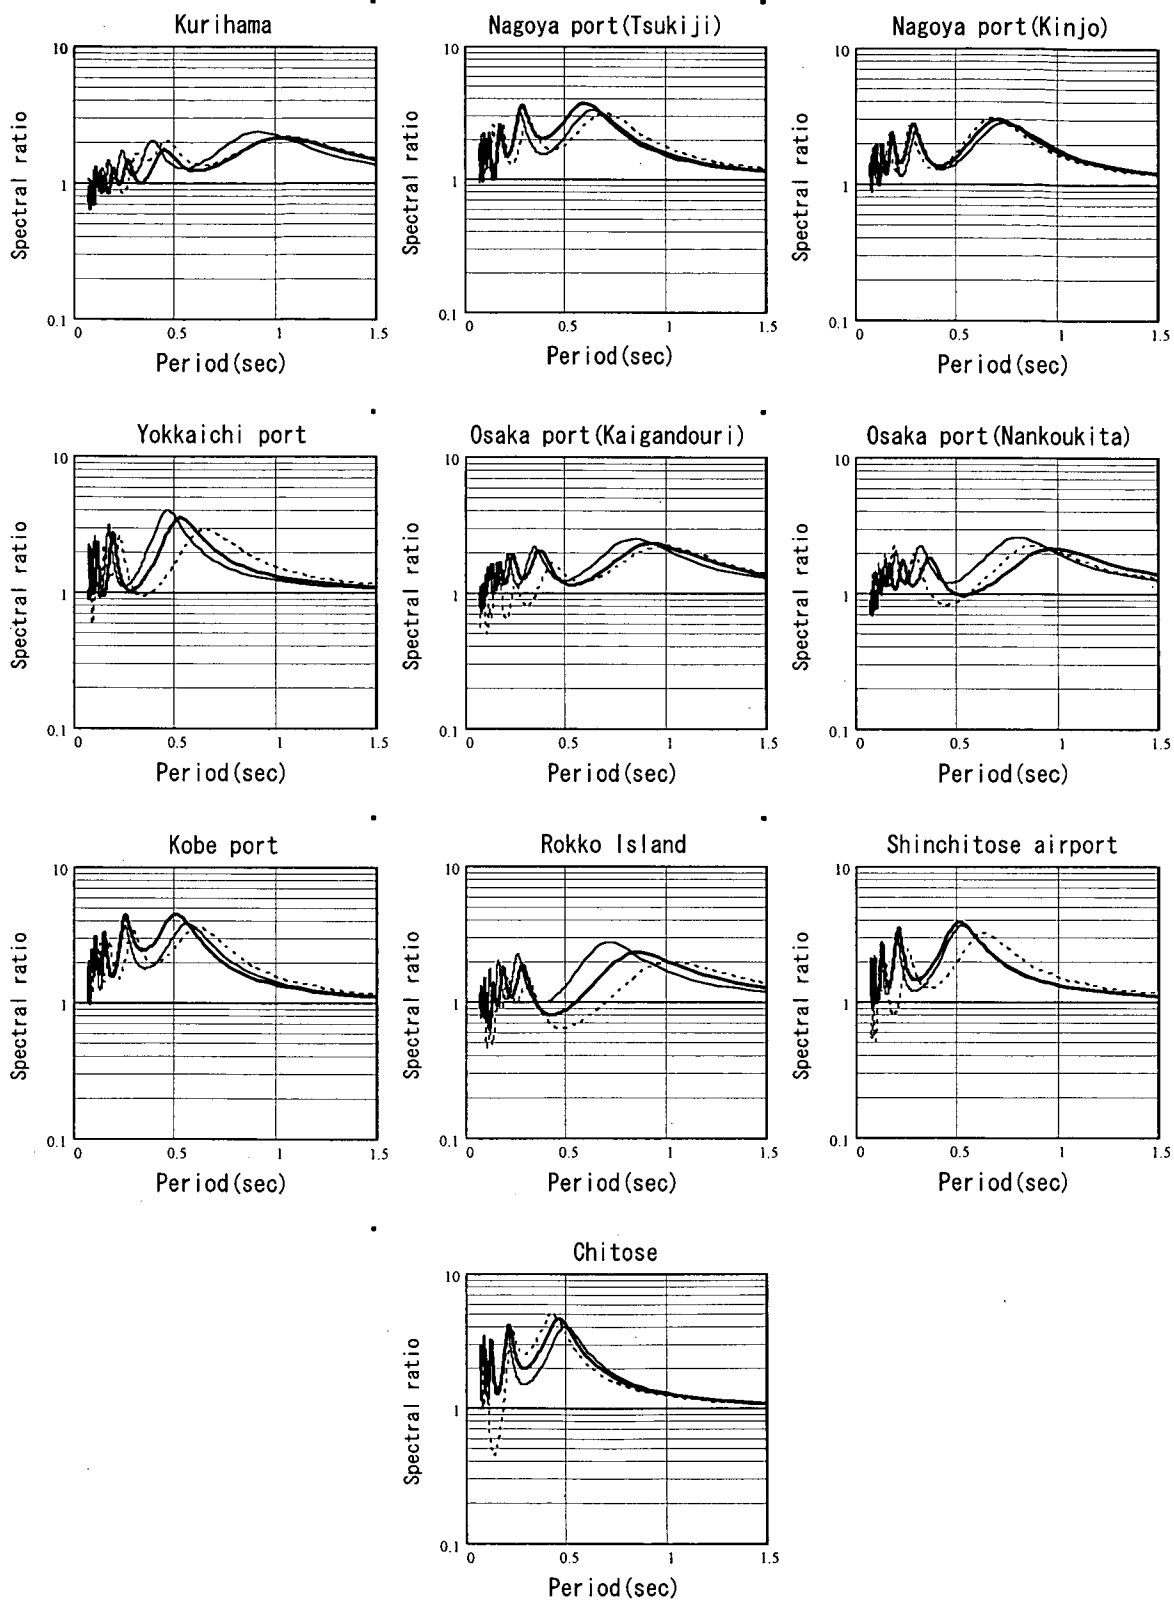 Kurihama
Nagoya port(Tsukiji)
Nagoya port(Kinjo)
10
1
0.1
Spectral ratio
0 0.5 1 1.5
Period(sec)
10
1
0.1
Spectral ratio
0 0.5 1 1.5
Period(sec)
10
1
0.1
Spectral ratio
0 0.5 1 1.5
Period(sec)
Yokkaichi port
Osaka port(Kaigandouri)
Osaka port(Nankoukita)
10
1
0.1
Spectral ratio
0 0.5 1 1.5
Period(sec)
10
1
0.1
Spectral ratio
0 0.5 1 1.5
Period(sec)
10
1
0.1
Spectral ratio
0 0.5 1 1.5
Period(sec)
Kobe port
Rokko Island
Shinchitose airport
10
1
0.1
Spectral ratio
0 0.5 1 1.5
Period(sec)
10
1
0.1
Spectral ratio
0 0.5 1 1.5
Period(sec)
10
1
0.1
Spectral ratio
0 0.5 1 1.5
Period(sec)
Chitose
10
1
0.1
Spectral ratio
0 0.5 1 1.5
Period(sec)